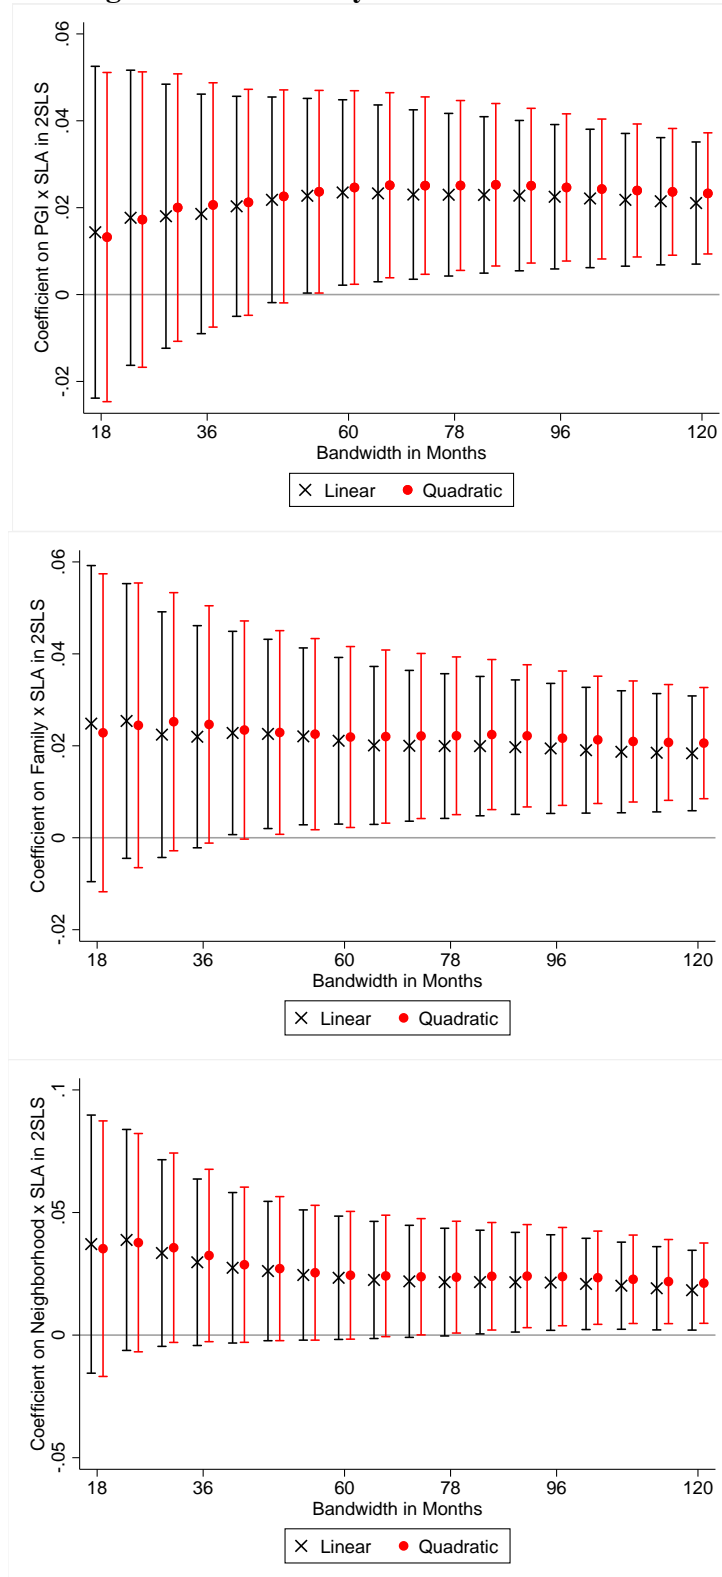 .06
.04
.02
0
-.02
Coefficient on PGI x SLA in 2SLS
18 36 60 78 96 120
Bandwidth in Months
Linear Quadratic
.06
.04
.02
0
-.02
Coefficient on Family x SLA in 2SLS
18 36 60 78 96 120
Bandwidth in Months
Linear Quadratic
.1
.05
0
-.05
Coefficient on Neighborhood x SLA in 2SLS
18 36 60 78 96 120
Bandwidth in Months
Linear Quadratic